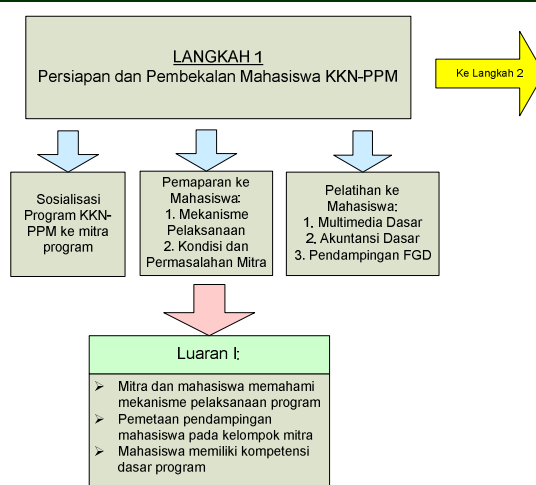 LANGKAH 1
Persiapan dan Pembekalan Mahasiswa KKN-PPM
Ke Langkah 2
Sosialisasi
Program KKN-
PPM ke mitra
program
Pemaparan ke
Mahasiswa:
1. Mekanisme
Pelaksanaan
2. Kondisi dan
Permasalahan Mitra
Pelatihan ke
Mahasiswa:
1. Multimedia Dasar
2. Akuntansi Dasar
3. Pendampingan FGD
Luaran I:
➢ Mitra dan mahasiswa memahami
mekanisme pelaksanaan program
➢ Pemetaan pendampingan
mahasiswa pada kelompok mitra
➢ Mahasiswa memiliki kompetensi
dasar program